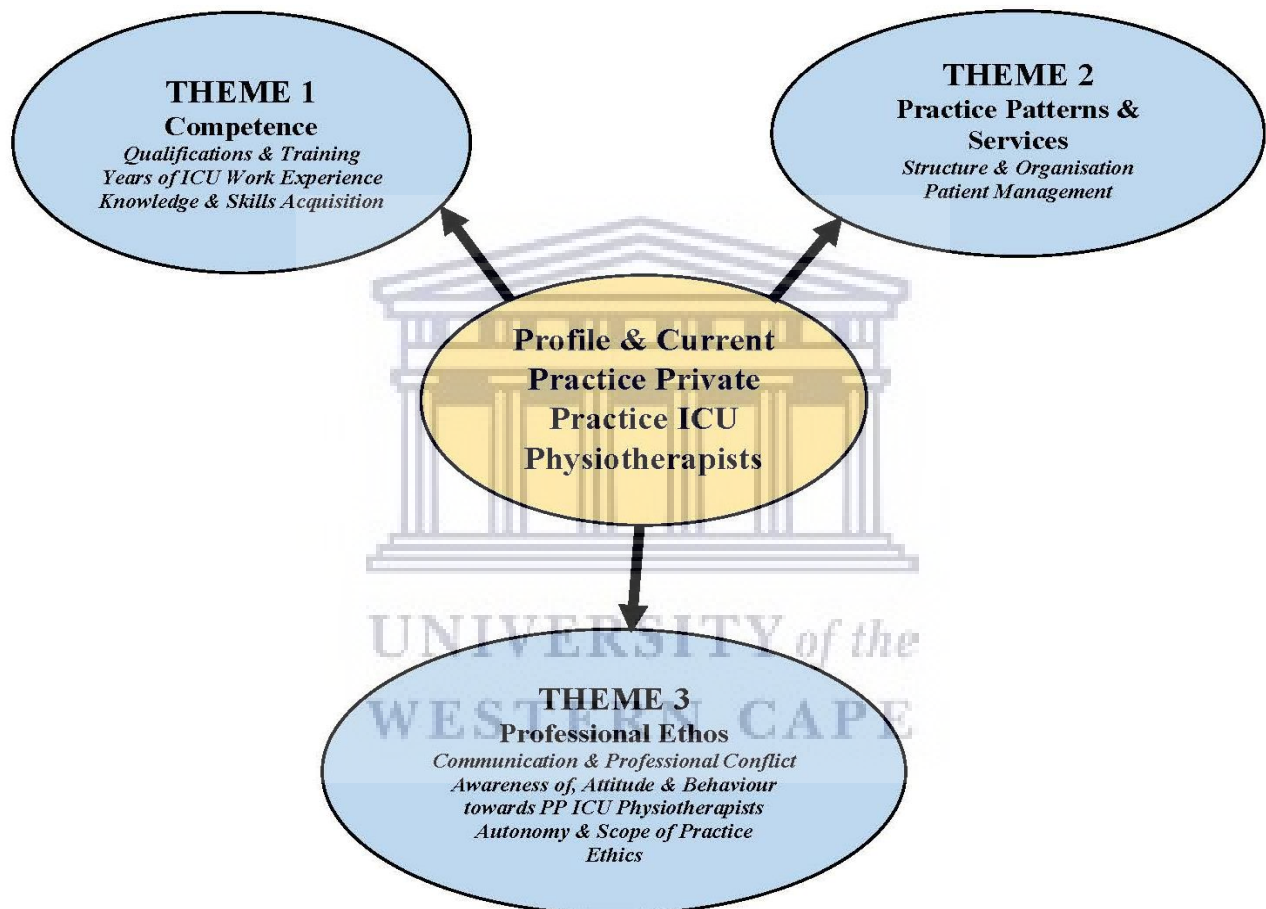 THEME 1
Competence
Qualifications & Training
Years of ICU Work Experience
Knowledge & Skills Acquisition
THEME 2
Practice Patterns &
Services
Structure & Organisation
Patient Management
Profile & Current
Practice Private
Practice ICU
Physiotherapists
UNIVERSITY of the
WESTERN CAPE
THEME 3
Professional Ethos
Communication & Professional Conflict
Awareness of, Attitude & Behaviour
towards PP ICU Physiotherapists
Autonomy & Scope of Practice
Ethics